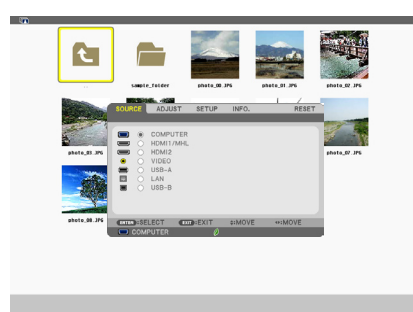 .. sample_folder photo_00.JPG photo_01.JPG photo_02.JPG
SOURCE ADJUST SETUP INFO. RESET
COMPUTER
HDMI1/MHL
HDMI2
VIDEO
USB-A
LAN
USB-B
photo_03.JPG photo_07.JPG
photo_08.JPG
ENTER:SELECT EXIT:EXIT ↕:MOVE ↔:MOVE
COMPUTER